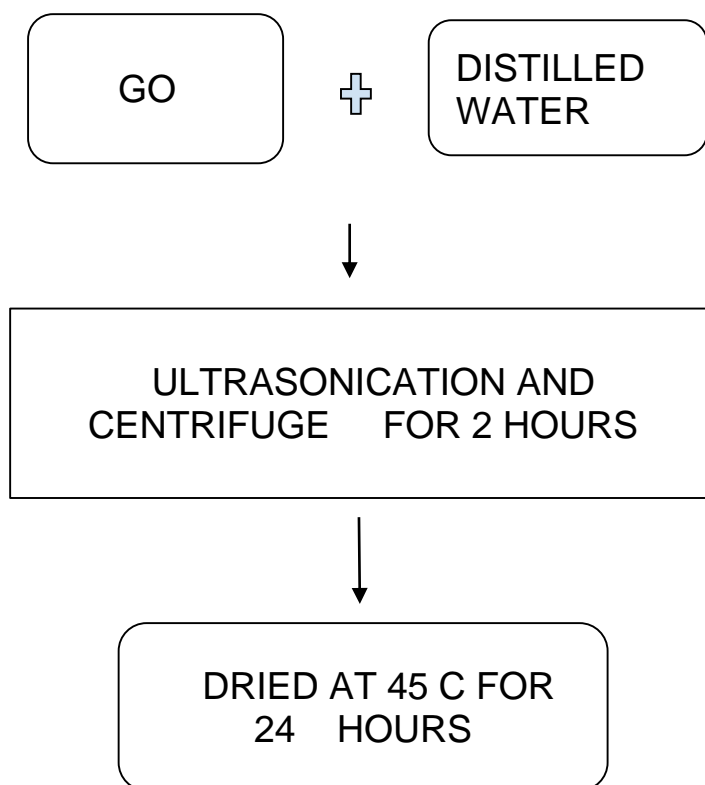 GO
DISTILLED
WATER
ULTRASONICATION AND
CENTRIFUGE FOR 2 HOURS
DRIED AT 45 C FOR
24 HOURS